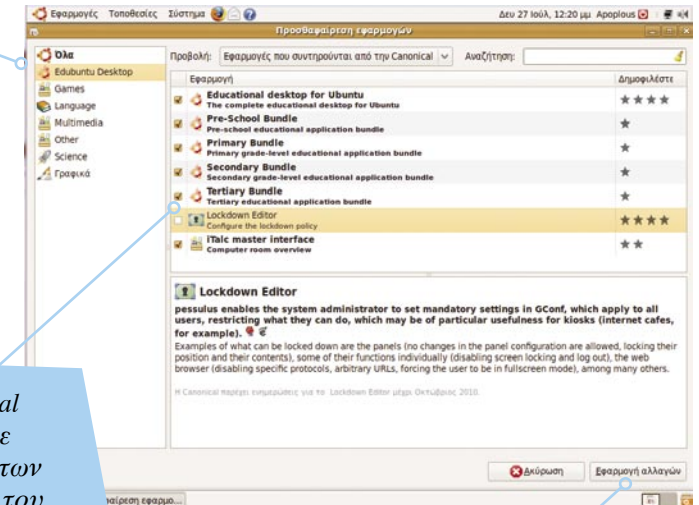 Εφαρμογές Τοποθεσίες Σύστημα
Δευ 27 Ιούλ, 12:20 μμ Apoplous
Προσθαφαίρεση εφαρμογών
Όλα
Edubuntu Desktop
Games
Language
Multimedia
Other
Science
Γραφικά
Προβολή: Εφαρμογές που συντηρούνται από την Canonical
Αναζήτηση:
Εφαρμογή
Δημοφιλέστε
Educational desktop for Ubuntu
The complete educational desktop for Ubuntu
Pre-School Bundle
Pre-school educational application bundle
Primary Bundle
Primary grade-level educational application bundle
Secondary Bundle
Secondary grade-level educational application bundle
Tertiary Bundle
Tertiary educational application bundle
Lockdown Editor
Configure the lockdown policy
iTalc master interface
Computer room overview
Lockdown Editor
pessulus enables the system administrator to set mandatory settings in GConf, which apply to all
users, restricting what they can do, which may be of particular usefulness for kiosks (internet cafes,
for example).
Examples of what can be locked down are the panels (no changes in the panel configuration are allowed, locking their
position and their contents), some of their functions individually (disabling screen locking and log out), the web
browser (disabling specific protocols, arbitrary URLs, forcing the user to be in fullscreen mode), among many others.
Η Canonical παρέχει ενημερώσεις για το Lockdown Editor μέχρι Οκτώβριος 2010.
Ακύρωση
Εφαρμογή αλλαγών
al
ε
των
του
αίρεση εφαρμο...